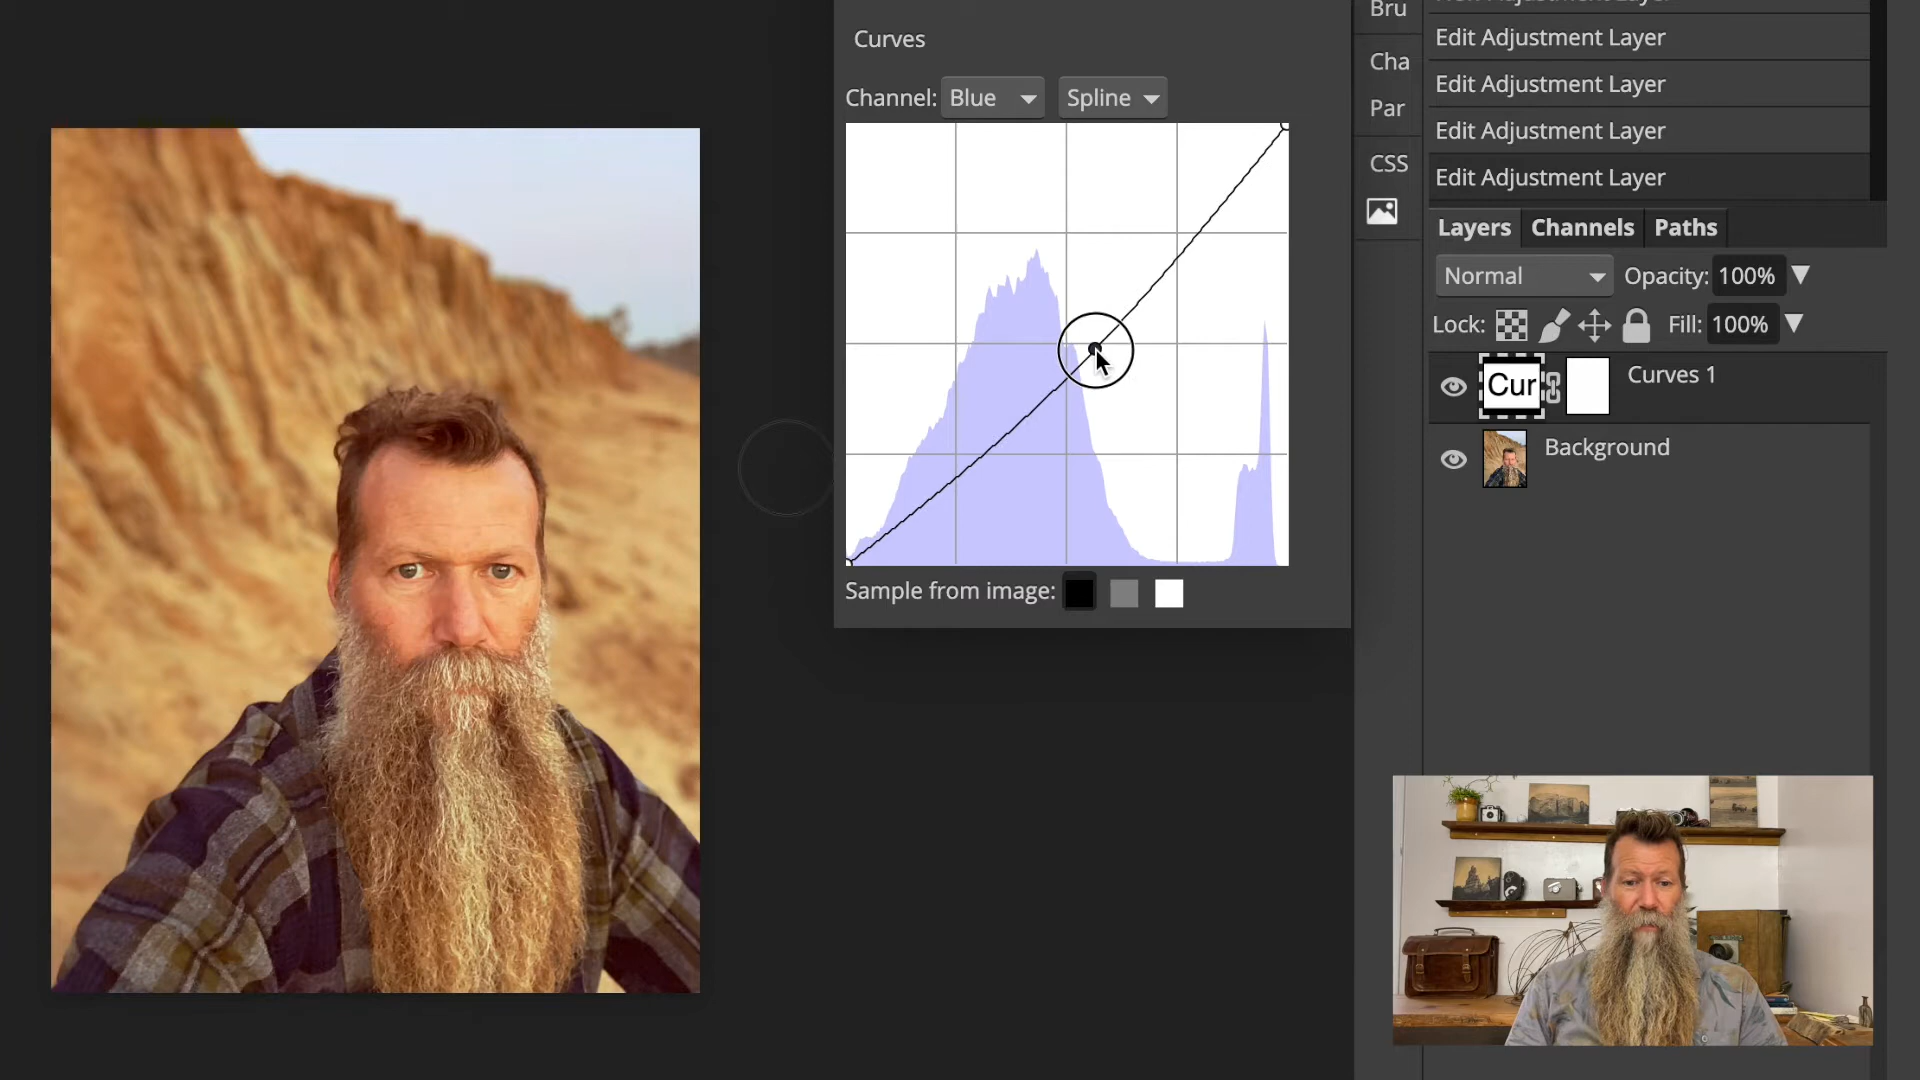 Curves
Channel: Blue Spline
Sample from image:
Bru
Cha
Par
CSS
Edit Adjustment Layer
Edit Adjustment Layer
Edit Adjustment Layer
Edit Adjustment Layer
Layers Channels Paths
Normal Opacity: 100%
Lock: Fill: 100%
Cur Curves 1
Background